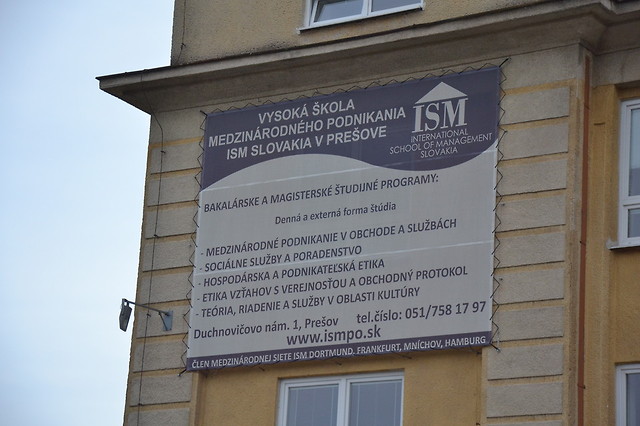 VYSOKÁ ŠKOLA
MEDZINÁRODNÉHO PODNIKANIA
ISM SLOVAKIA V PREŠOVE
ISM
INTERNATIONAL
SCHOOL OF MANAGEMENT
SLOVAKIA
BAKALÁRSKE A MAGISTERSKÉ ŠTUDIJNÉ PROGRAMY:
Denná a externá forma štúdia
- MEDZINÁRODNÉ PODNIKANIE V OBCHODE A SLUŽBÁCH
- SOCIÁLNE SLUŽBY A PORADENSTVO
- HOSPODÁRSKA A PODNIKATEĽSKÁ ETIKA
- ETIKA VZŤAHOV S VEREJNOSŤOU A OBCHODNÝ PROTOKOL
- TEÓRIA, RIADENIE A SLUŽBY V OBLASTI KULTÚRY
Duchnovičovo nám. 1, Prešov tel.číslo: 051/758 17 97
www.ismpo.sk
ČLEN MEDZINÁRODNEJ SIETE ISM DORTMUND, FRANKFURT, MNÍCHOV, HAMBURG